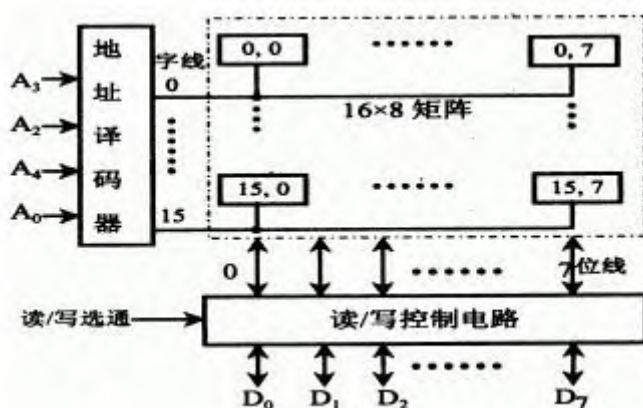 地址译码器
字线
0
15
A3
A2
A4
A0
0, 0
0, 7
16×8 矩阵
15, 0
15, 7
0
7位线
读/写选通
读/写控制电路
D0 D1 D2 D7